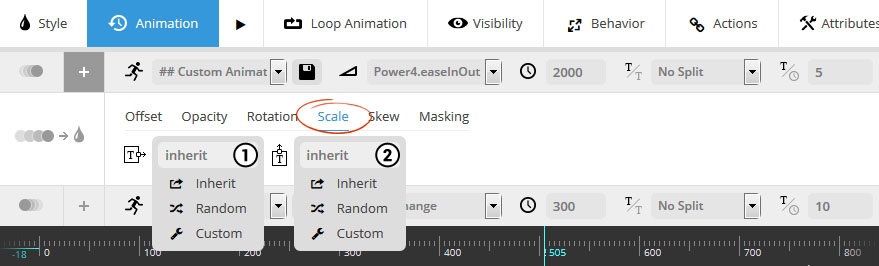 Style Animation Loop Animation Visibility Behavior Actions Attributes
## Custom Animat Power4.easeInOut 2000 No Split 5
Offset Opacity Rotation Scale Skew Masking
T inherit 1 T inherit 2
Inherit Inherit
Random Random
Custom Custom
300 No Split 10
-18 0 100 200 300 400 505 600 700 800